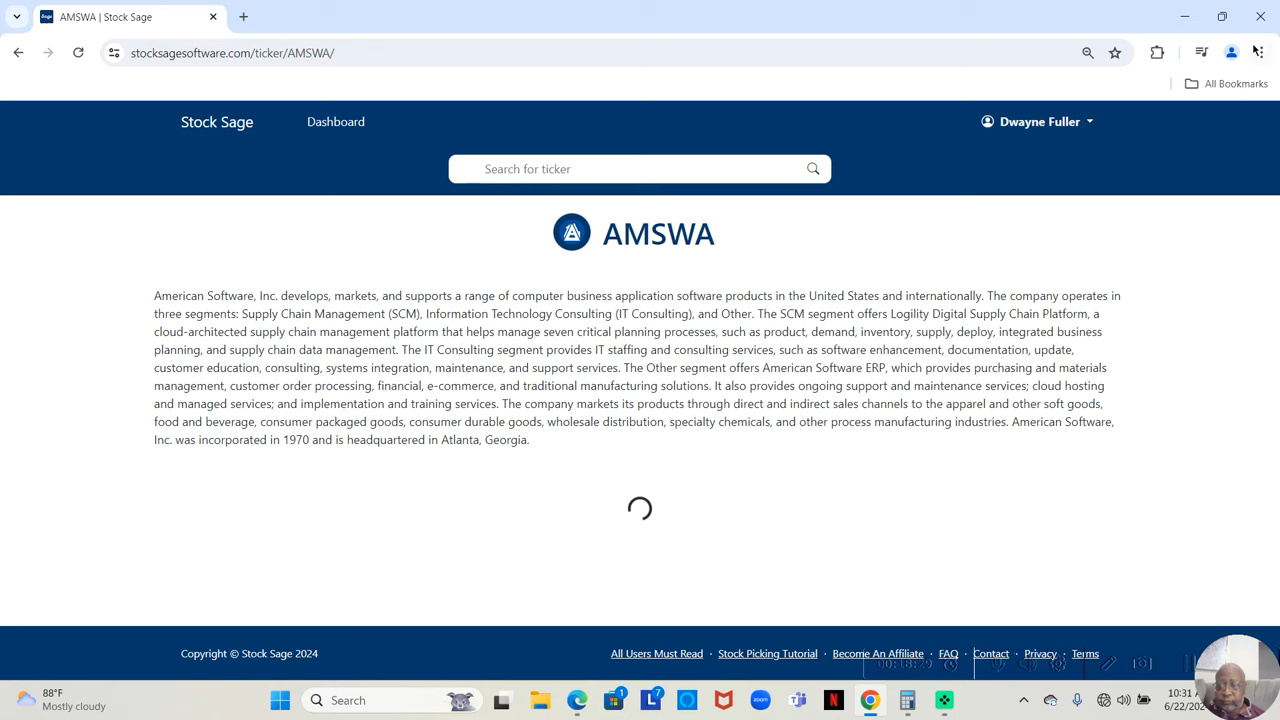 Sage
AMSWA | Stock Sage
stocksagesoftware.com/ticker/AMSWA/
All Bookmarks
Stock Sage
Dashboard
Dwayne Fuller
Search for ticker
AMSWA
American Software, Inc. develops, markets, and supports a range of computer business application software products in the United States and internationally. The company operates in
three segments: Supply Chain Management (SCM), Information Technology Consulting (IT Consulting), and Other. The SCM segment offers Logility Digital Supply Chain Platform, a
cloud-architected supply chain management platform that helps manage seven critical planning processes, such as product, demand, inventory, supply, deploy, integrated business
planning, and supply chain data management. The IT Consulting segment provides IT staffing and consulting services, such as software enhancement, documentation, update,
customer education, consulting, systems integration, maintenance, and support services. The Other segment offers American Software ERP, which provides purchasing and materials
management, customer order processing, financial, e-commerce, and traditional manufacturing solutions. It also provides ongoing support and maintenance services; cloud hosting
and managed services; and implementation and training services. The company markets its products through direct and indirect sales channels to the apparel and other soft goods,
food and beverage, consumer packaged goods, consumer durable goods, wholesale distribution, specialty chemicals, and other process manufacturing industries. American Software,
Inc. was incorporated in 1970 and is headquartered in Atlanta, Georgia.
Copyright © Stock Sage 2024
All Users Must Read · Stock Picking Tutorial · Become An Affiliate · FAQ · Contact · Privacy · Terms
88°F
Mostly cloudy
Search
1
7
zoom
N
10:31
6/22/